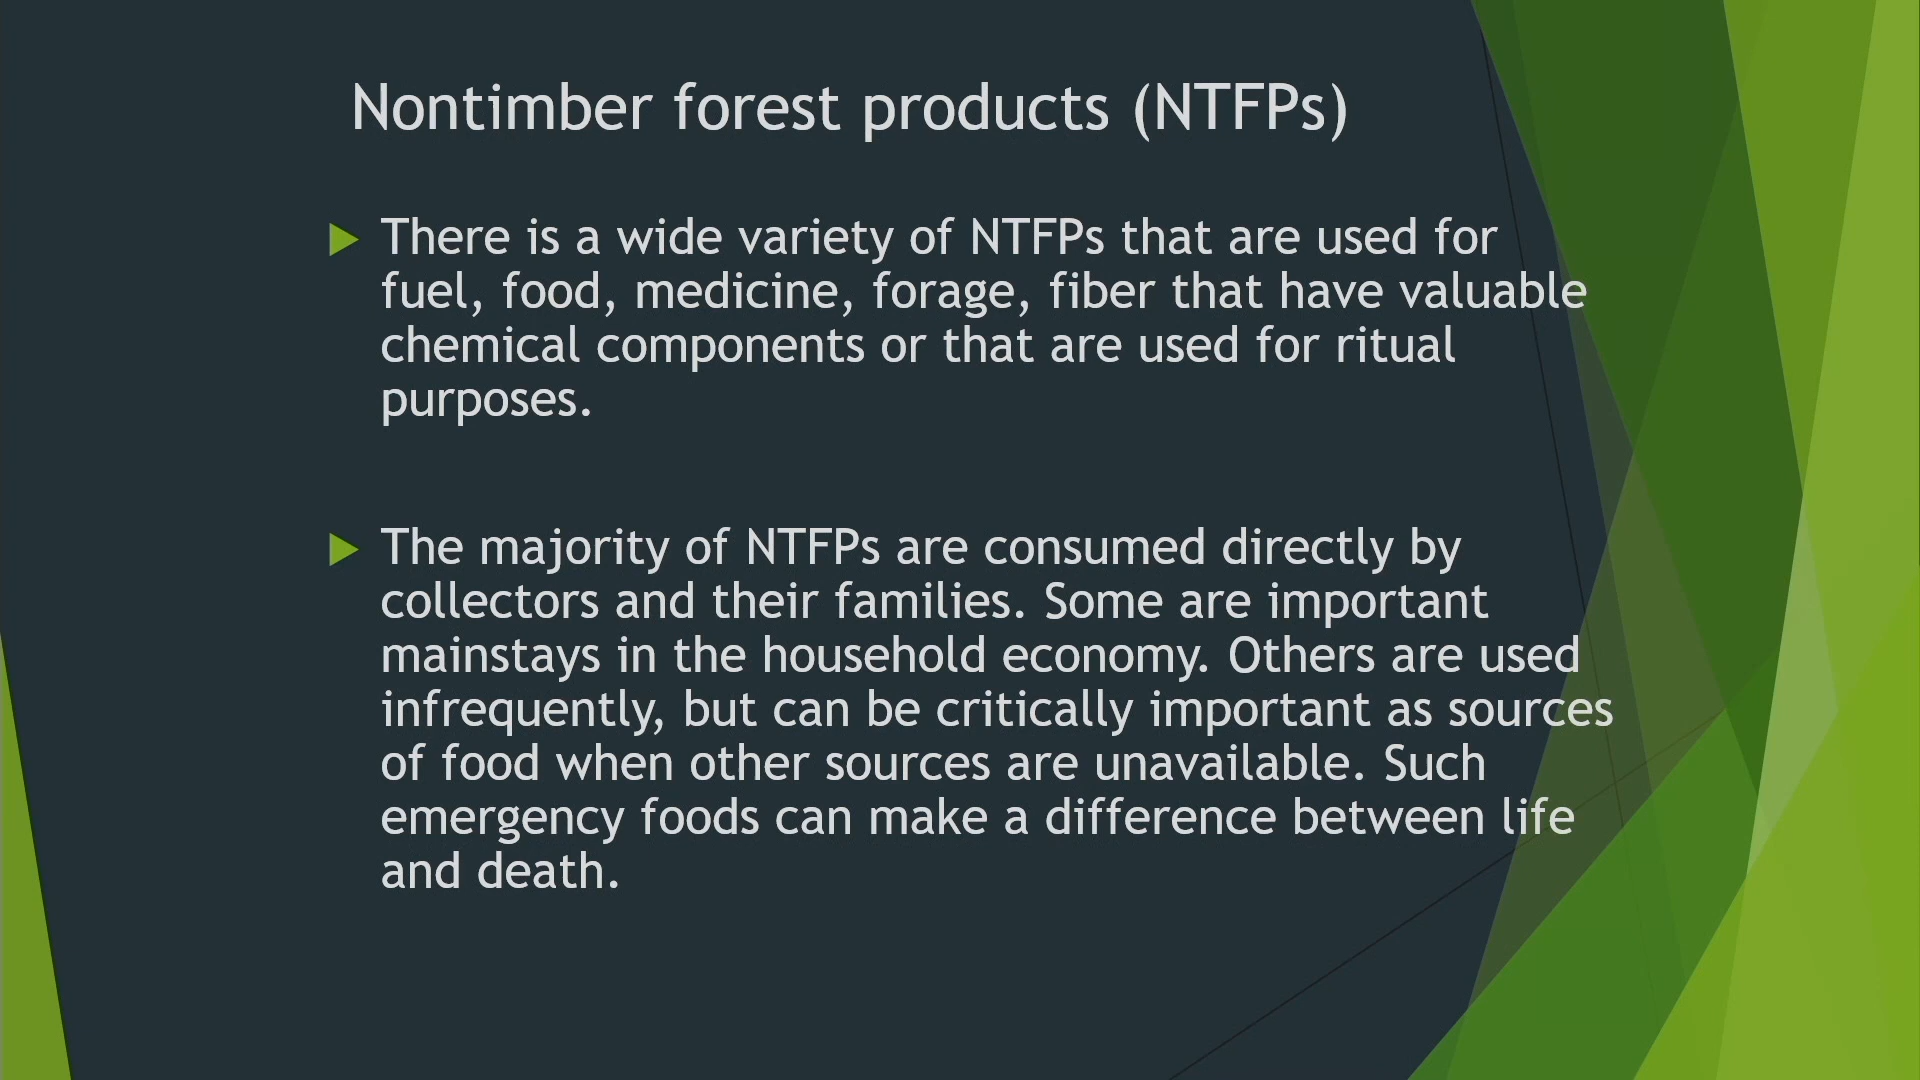 Nontimber forest products (NTFPs)
There is a wide variety of NTFPs that are used for
fuel, food, medicine, forage, fiber that have valuable
chemical components or that are used for ritual
purposes.
The majority of NTFPs are consumed directly by
collectors and their families. Some are important
mainstays in the household economy. Others are used
infrequently, but can be critically important as sources
of food when other sources are unavailable. Such
emergency foods can make a difference between life
and death.